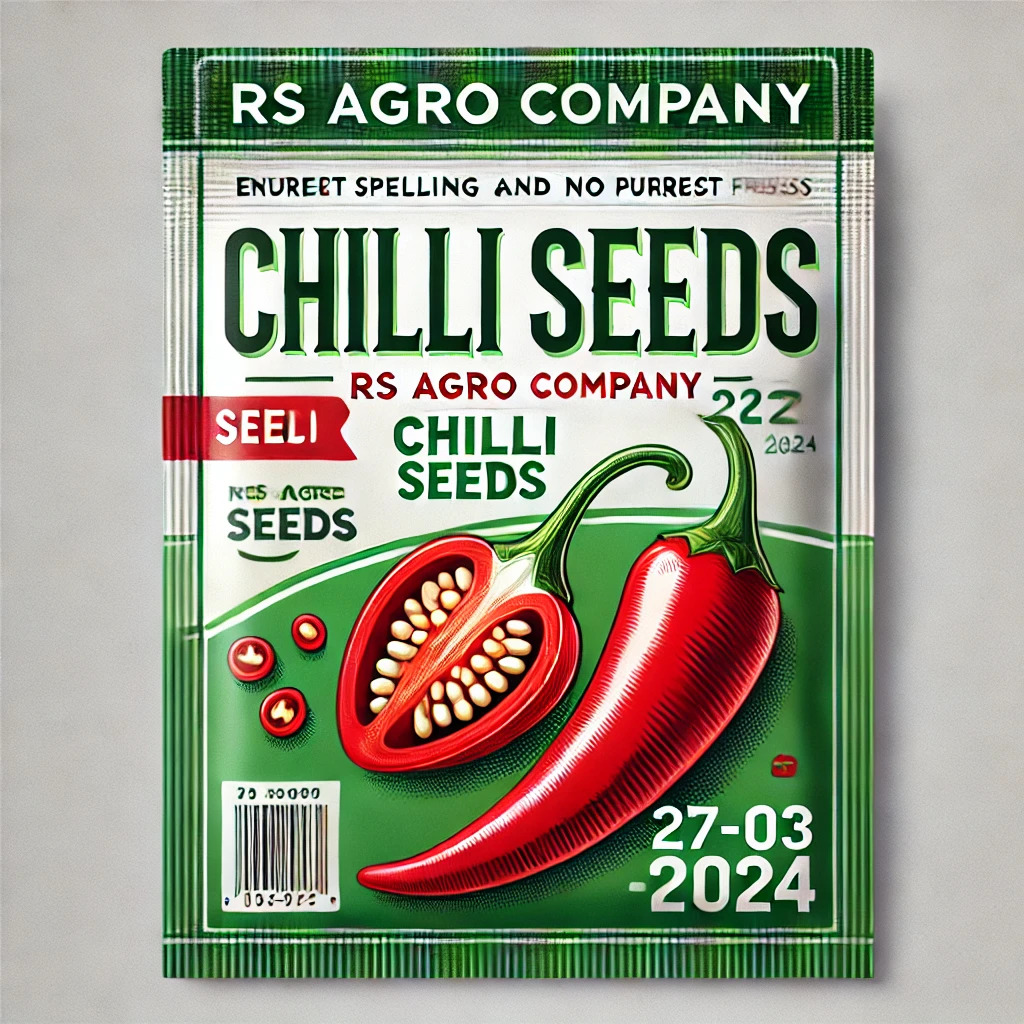 RS AGRO COMPANY
ENUREET SPELLING AND NO PURREST
CHILLI SEEDS
RS AGRO COMPANY
222
2024
SEELI
CHILLI
SEEDS
SEEDS
27-03
-2024